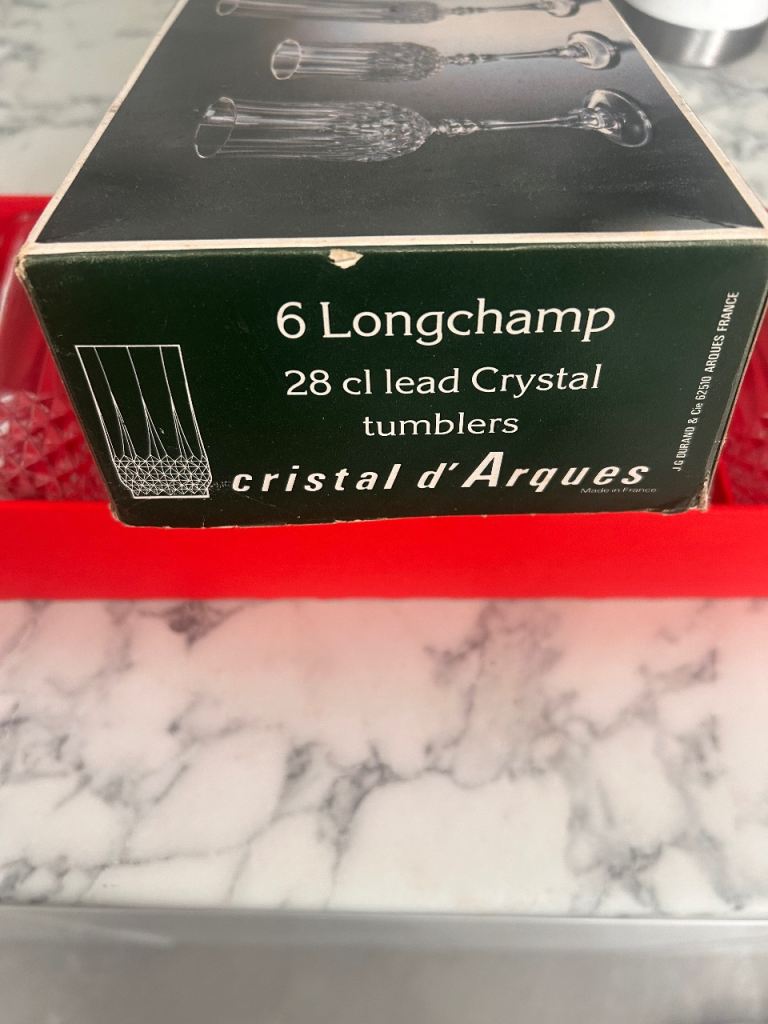 6 Longchamp
28 cl lead Crystal
tumblers
cristal d'Arques
Made in France
J G DURAND & Cie 62510 ARQUES FRANCE